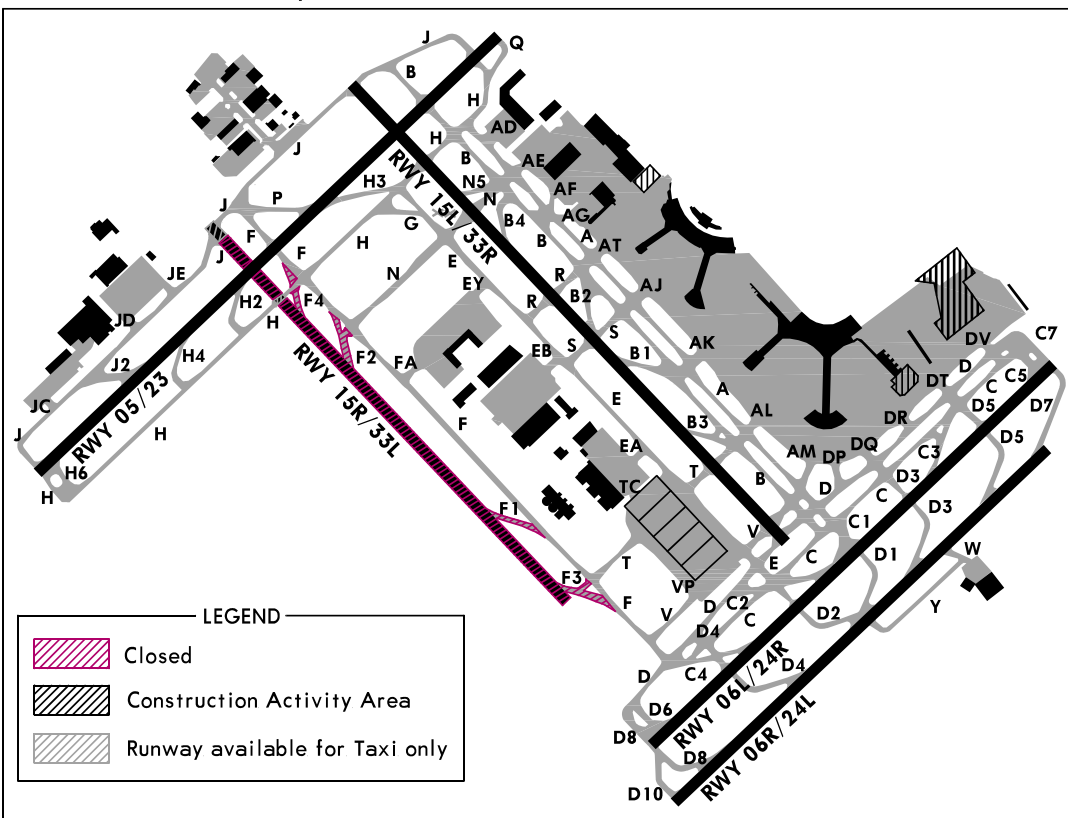 J
Q
B
H
AD
H
J
B
AE
RWY 15L/33R
H3
N5
AF
P
N
J
G
B4
AG
A
F
F
H
B
AT
J
E
JE
N
R
AJ
EY
H2
F4
R
B2
H
JD
S
C7
DV
F2
EB
S
B1
AK
J2
H4
FA
D
C5
DT
C
RWY 15R/33L
E
A
D5
D7
JC
RWY 05/23
AL
DR
F
B3
J
H
D5
EA
AM
DP
DQ
C3
H6
T
B
D3
H
TC
D
C
D3
F1
C1
V
W
T
E
C
D1
F3
VP
F
D
C2
Y
V
C
D2
LEGEND
D4
D4
Closed
D
C4
RWY 06L/24R
Construction Activity Area
D6
RWY 06R/24L
D8
Runway available for Taxi only
D8
D10